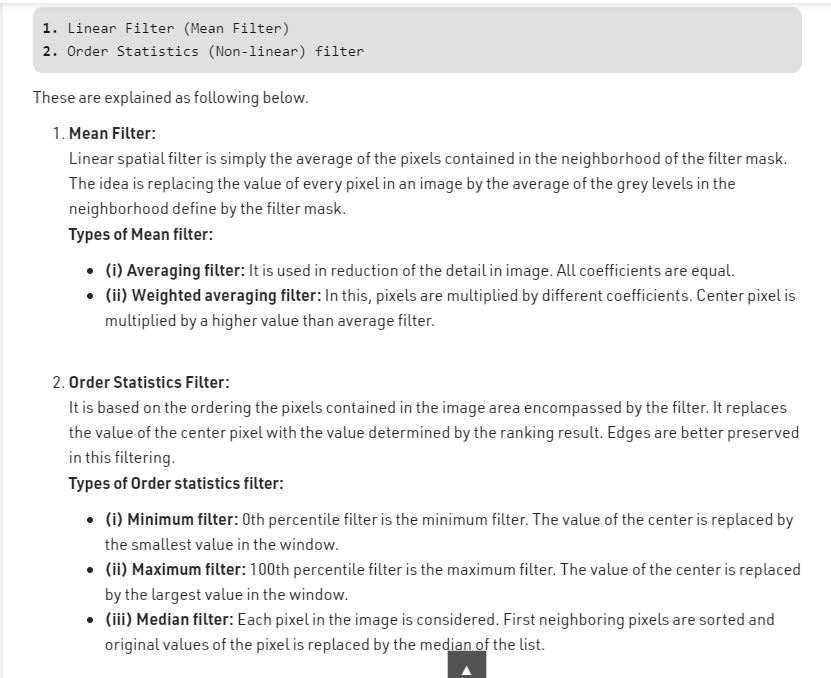 1. Linear Filter (Mean Filter)
2. Order Statistics (Non-linear) filter
These are explained as following below.
1. Mean Filter:
Linear spatial filter is simply the average of the pixels contained in the neighborhood of the filter mask.
The idea is replacing the value of every pixel in an image by the average of the grey levels in the
neighborhood define by the filter mask.
Types of Mean filter:
• (i) Averaging filter: It is used in reduction of the detail in image. All coefficients are equal.
• (ii) Weighted averaging filter: In this, pixels are multiplied by different coefficients. Center pixel is
multiplied by a higher value than average filter.
2. Order Statistics Filter:
It is based on the ordering the pixels contained in the image area encompassed by the filter. It replaces
the value of the center pixel with the value determined by the ranking result. Edges are better preserved
in this filtering.
Types of Order statistics filter:
• (i) Minimum filter: 0th percentile filter is the minimum filter. The value of the center is replaced by
the smallest value in the window.
• (ii) Maximum filter: 100th percentile filter is the maximum filter. The value of the center is replaced
by the largest value in the window.
• (iii) Median filter: Each pixel in the image is considered. First neighboring pixels are sorted and
original values of the pixel is replaced by the median of the list.